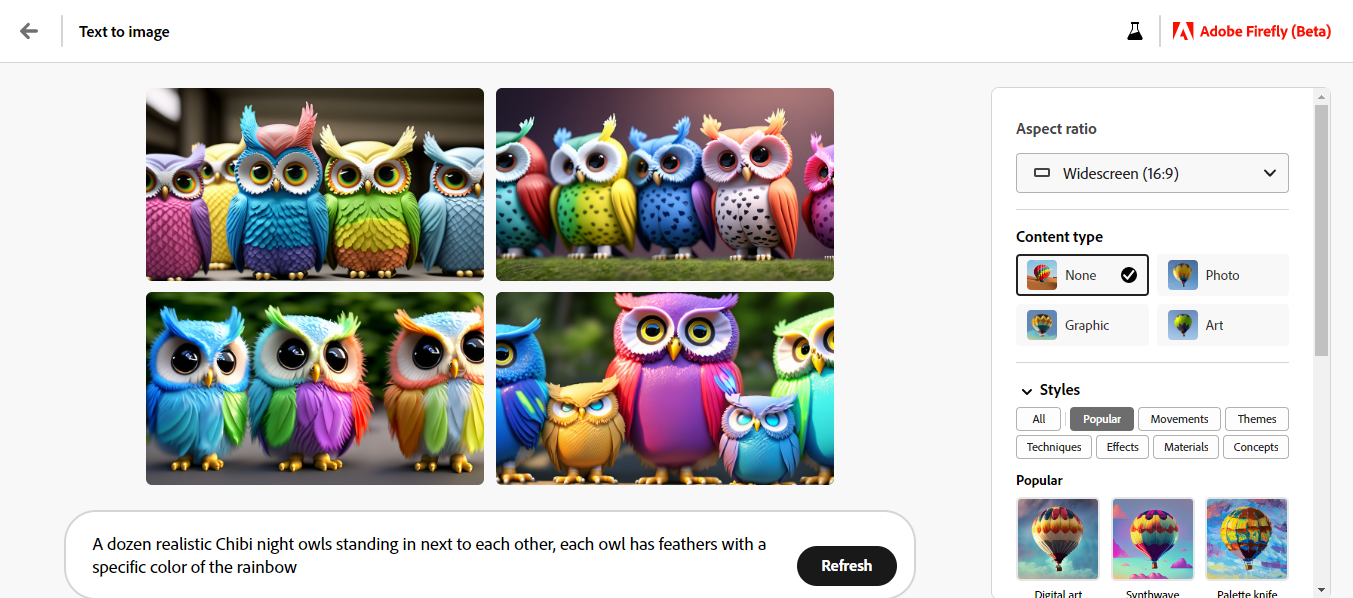 Text to image
Adobe Firefly (Beta)
Aspect ratio
Widescreen (16:9)
Content type
None
Photo
Graphic
Art
Styles
All
Popular
Movements
Themes
Techniques
Effects
Materials
Concepts
Popular
Digital art
Synthwave
Palette knife
A dozen realistic Chibi night owls standing in next to each other, each owl has feathers with a
specific color of the rainbow
Refresh